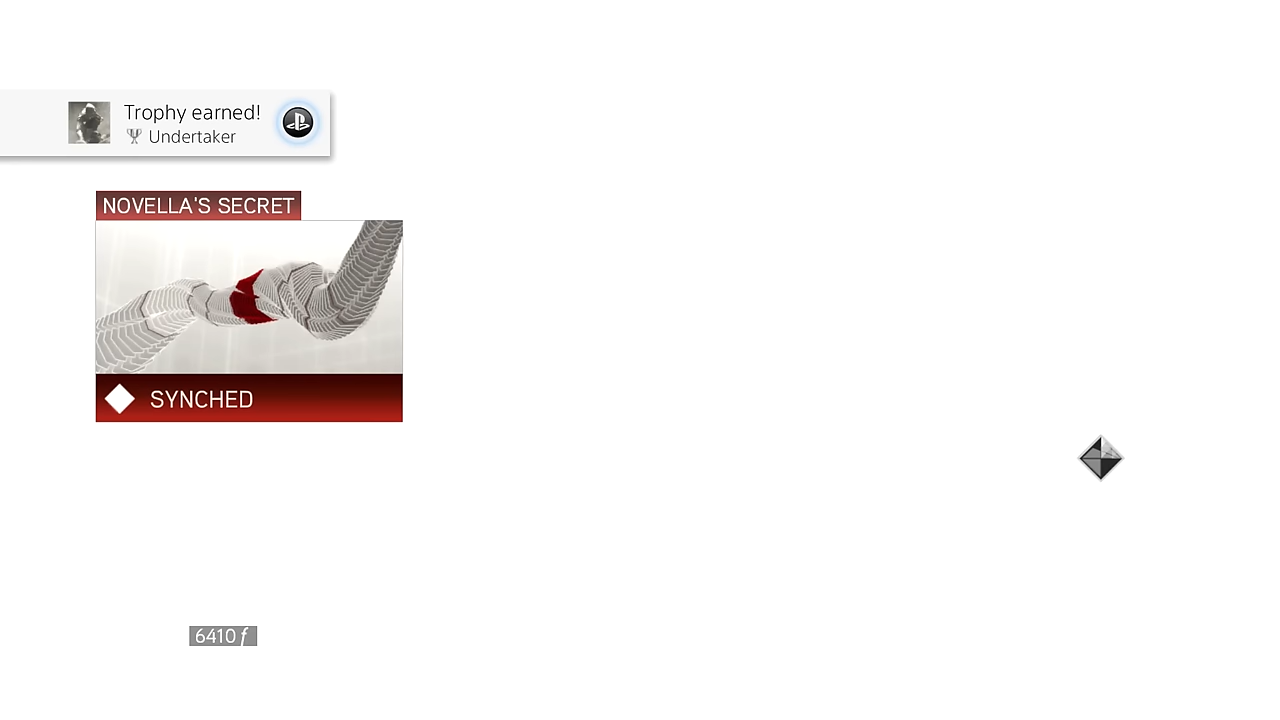 Trophy earned!
Undertaker
NOVELLA'S SECRET
SYNCHED
6410 ƒ